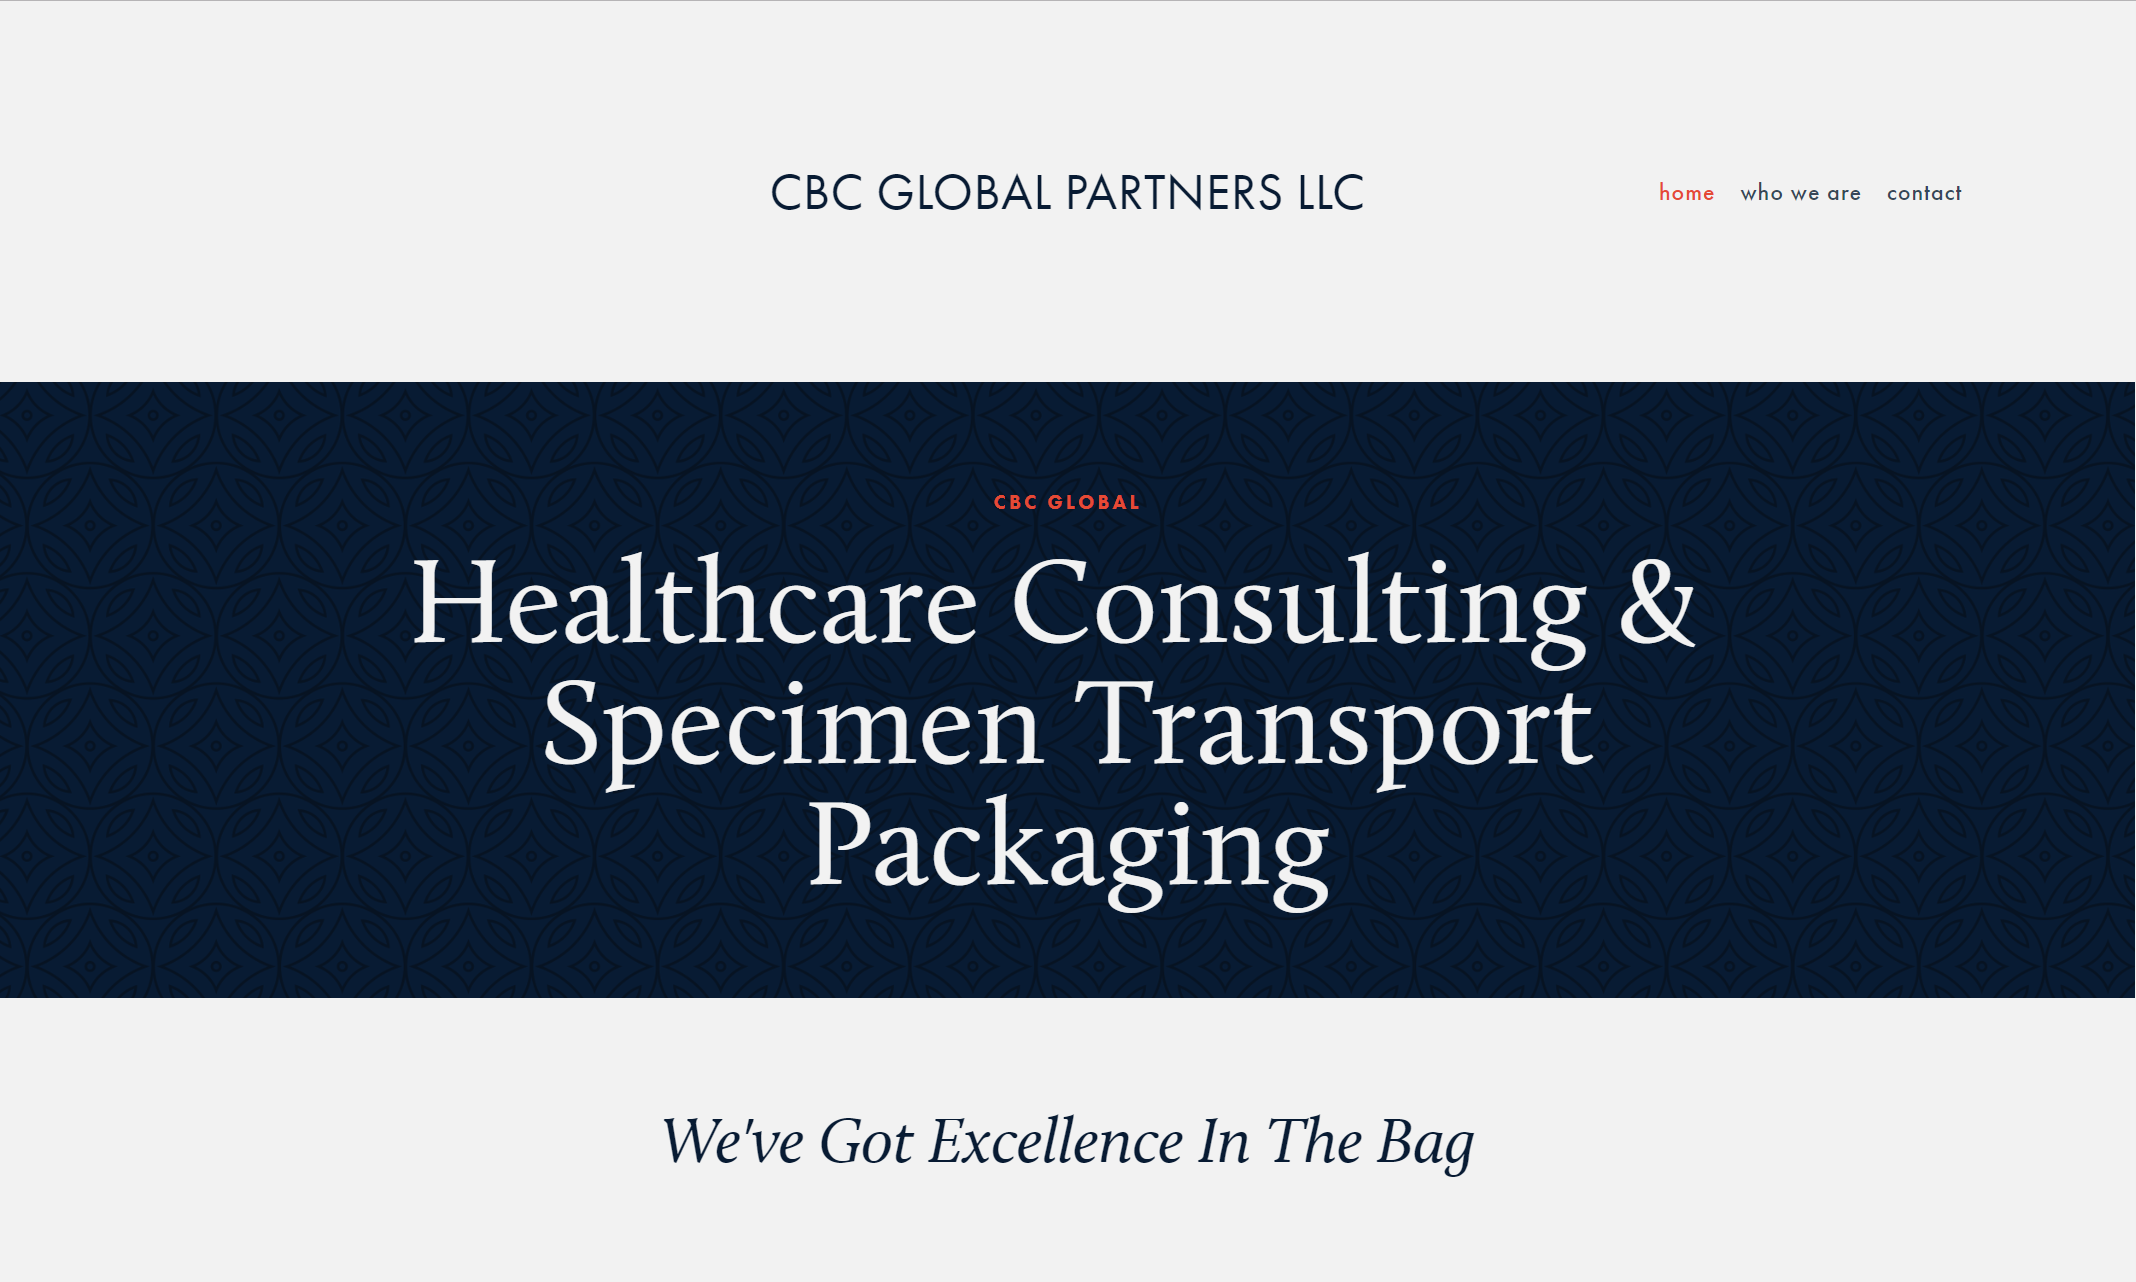 CBC GLOBAL PARTNERS LLC
home who we are contact
CBC GLOBAL
Healthcare Consulting &
Specimen Transport
Packaging
We've Got Excellence In The Bag